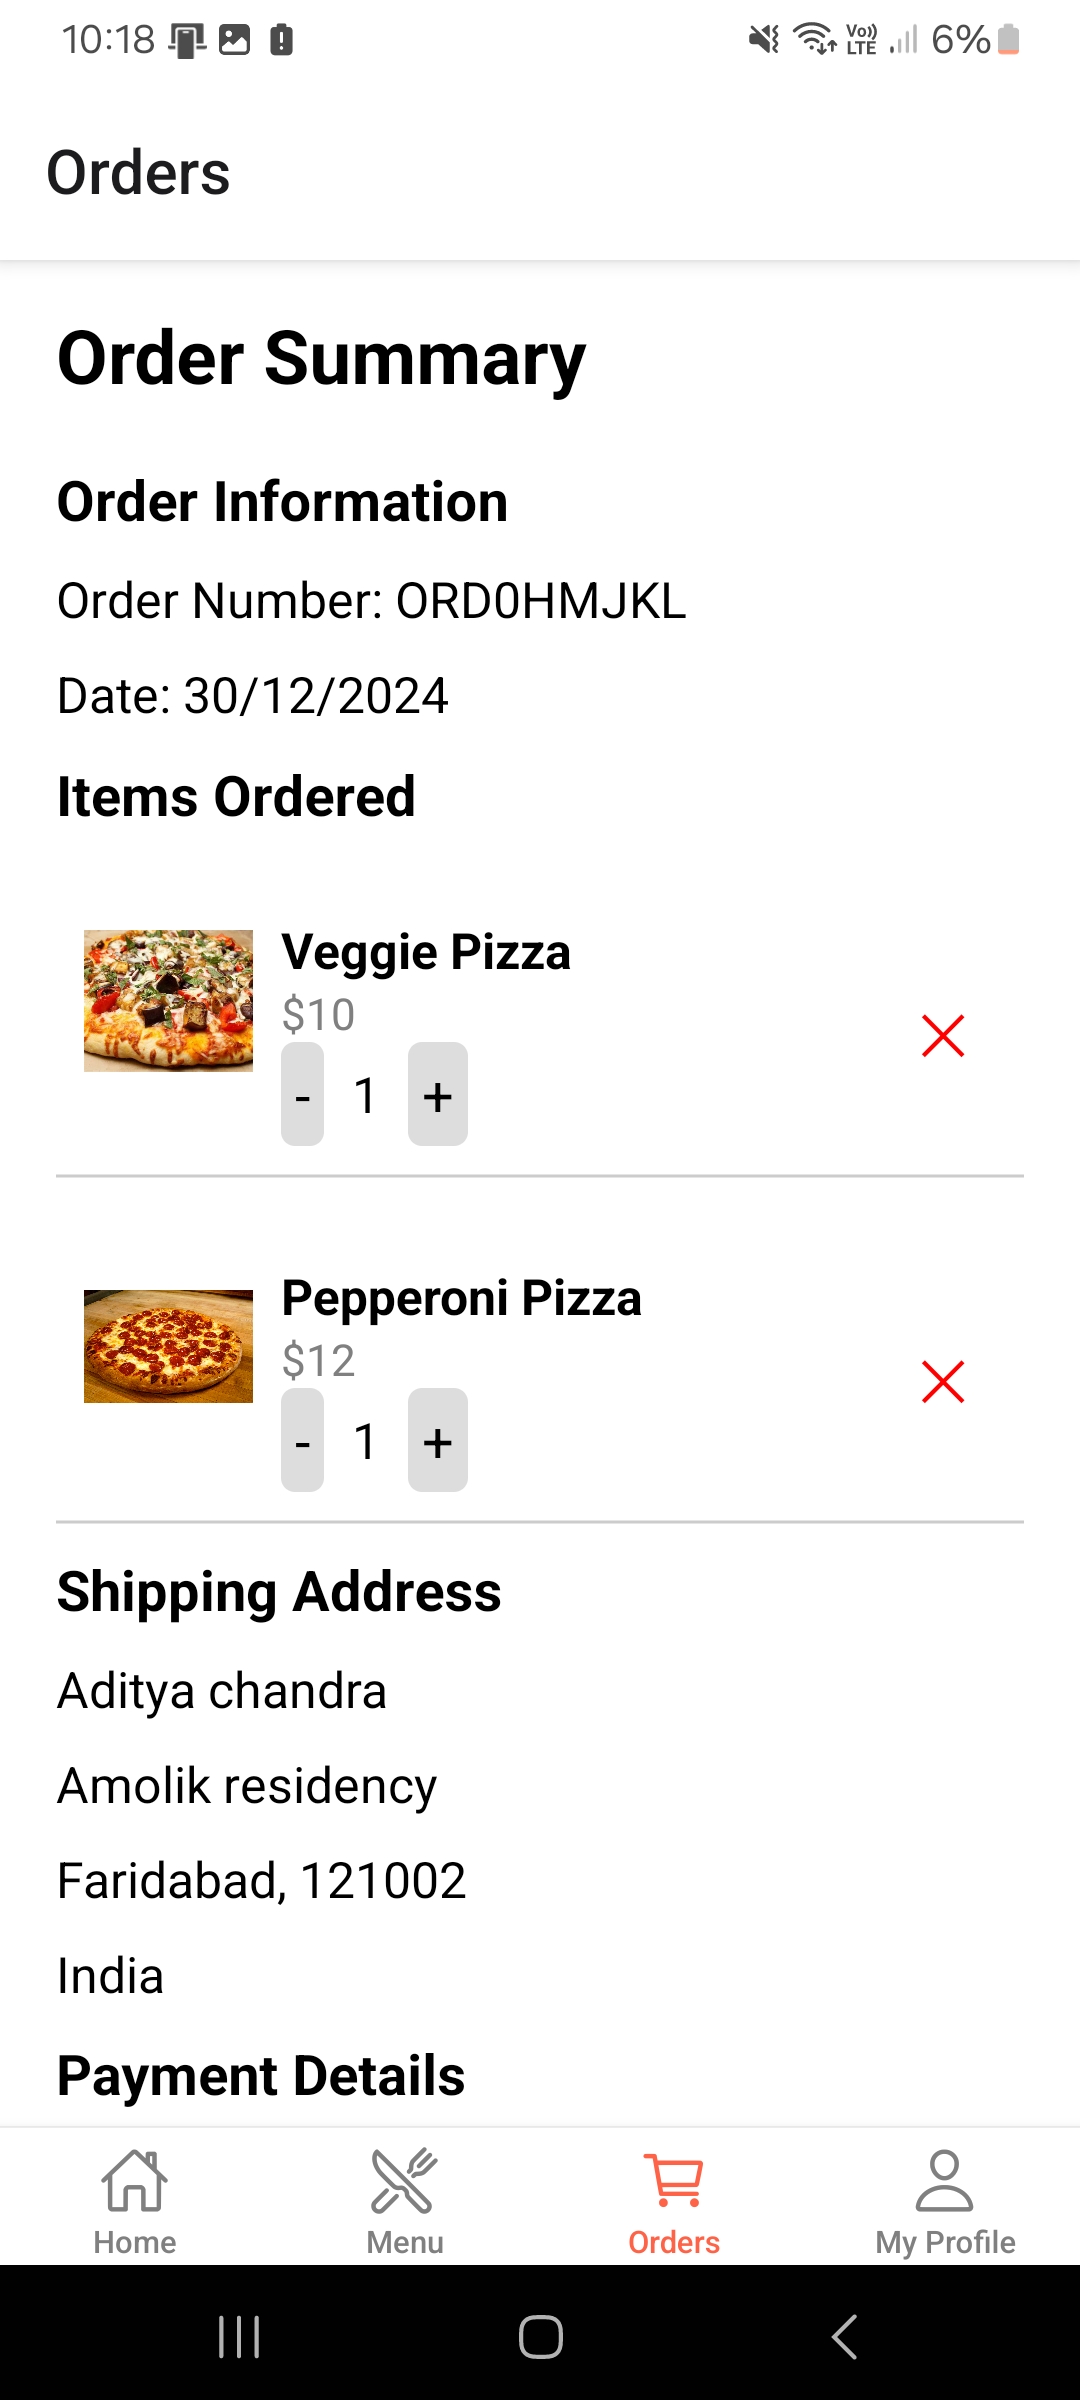 10:18 Vo)) LTE 6%
Orders
Order Summary
Order Information
Order Number: ORD0HMJKL
Date: 30/12/2024
Items Ordered
Veggie Pizza
$10
- 1 +
Pepperoni Pizza
$12
- 1 +
Shipping Address
Aditya chandra
Amolik residency
Faridabad, 121002
India
Payment Details
Home Menu Orders My Profile